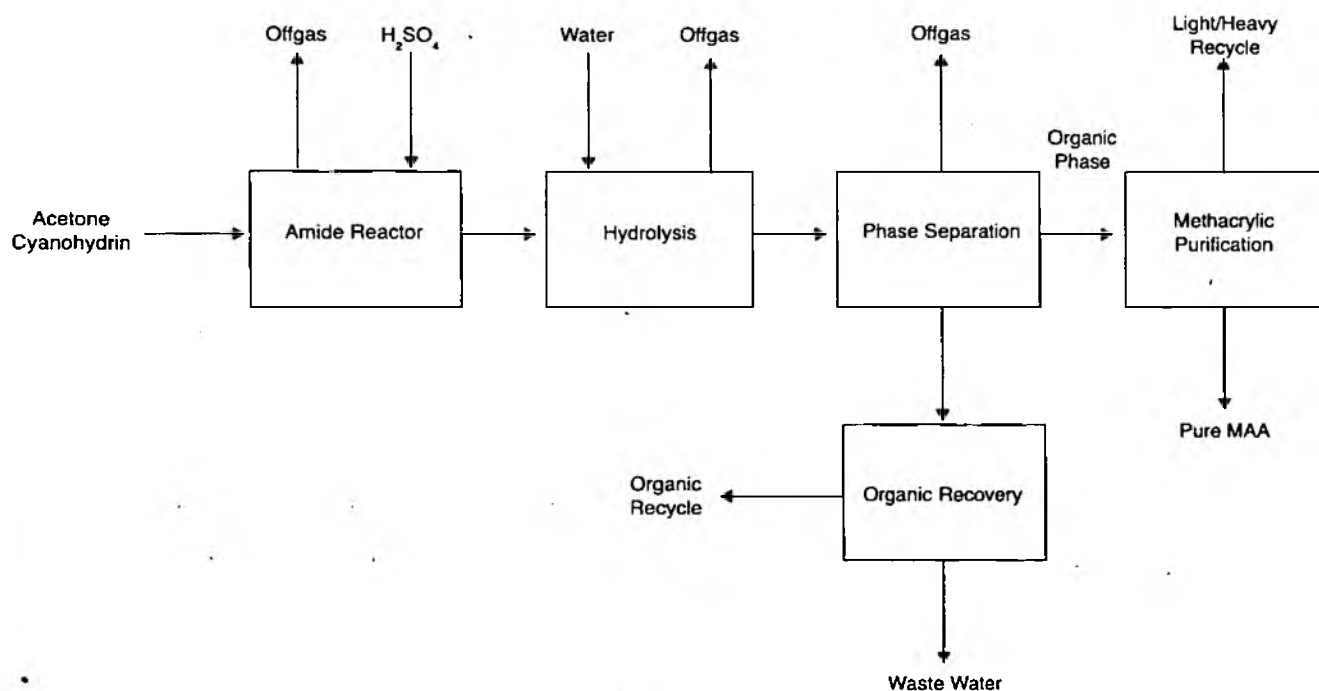 Offgas
H₂SO₄
Water
Offgas
Offgas
Light/Heavy
Recycle
Organic
Phase
Acetone
Cyanohydrin
Amide Reactor
Hydrolysis
Phase Separation
Methacrylic
Purification
Pure MAA
Organic
Recycle
Organic Recovery
Waste Water